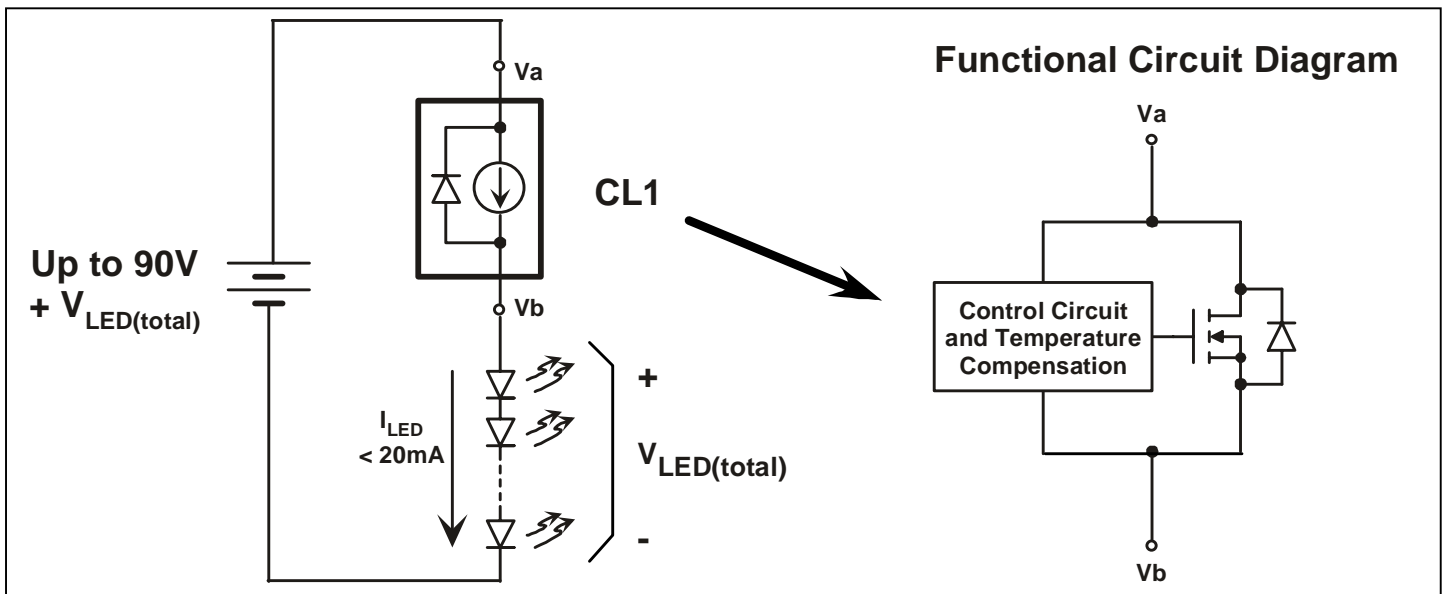 Functional Circuit Diagram
Va
CL1
Up to 90V
+ VLED(total)
Vb
ILED
< 20mA
+
VLED(total)
-
Va
Control Circuit
and Temperature
Compensation
Vb